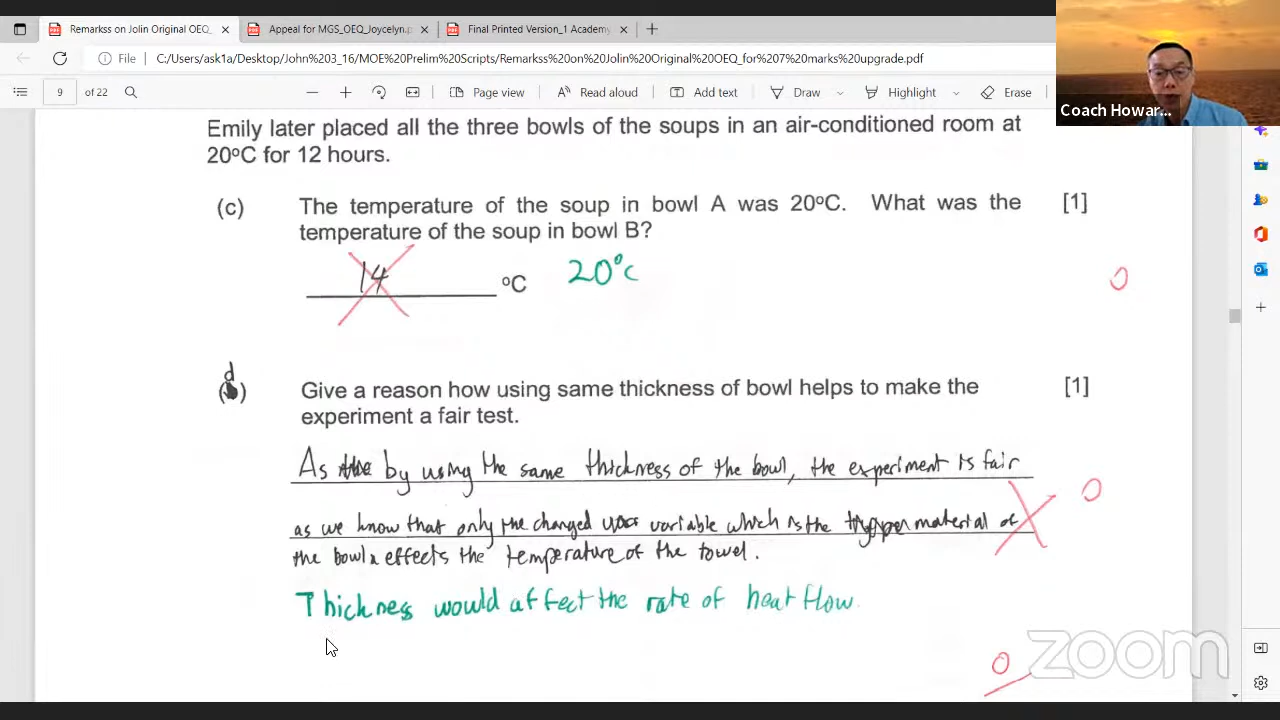 Remarkss on Jolin Original OEQ_
Appeal for MGS_OEQ_Joycelyn.p
Final Printed Version_1 Academy
File C:/Users/ask1a/Desktop/John%203_16/MOE%20Prelim%20Scripts/Remarkss%20on%20Jolin%20Original%20OEQ_for%207%20marks%20upgrade.pdf
9 of 22 Page view Read aloud Add text Draw Highlight Erase
Coach Howar...
Emily later placed all the three bowls of the soups in an air-conditioned room at
20ºC for 12 hours.
(c) The temperature of the soup in bowl A was 20ºC. What was the [1]
temperature of the soup in bowl B?
14 ºC 20°C
0
(d) Give a reason how using same thickness of bowl helps to make the [1]
experiment a fair test.
As by using the same thickness of the bowl, the experiment is fair
0
as we know that only the changed variable which is the material of
the bowl effects the temperature of the towel.
Thickness would affect the rate of heat flow.
0
zoom